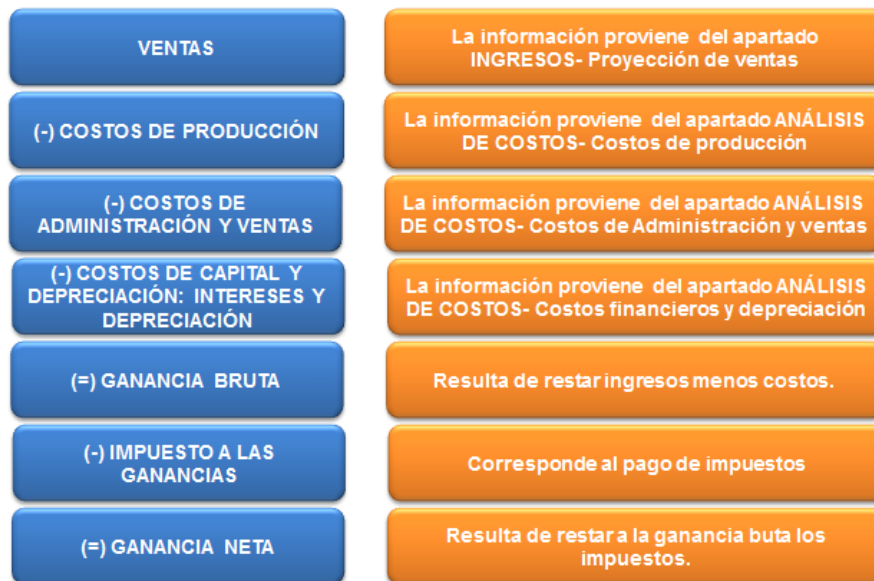 VENTAS
La información proviene del apartado
INGRESOS- Proyección de ventas
(-) COSTOS DE PRODUCCIÓN
La información proviene del apartado ANÁLISIS
DE COSTOS- Costos de producción
(-) COSTOS DE
ADMINISTRACIÓN Y VENTAS
La información proviene del apartado ANÁLISIS
DE COSTOS- Costos de Administración y ventas
(-) COSTOS DE CAPITAL Y
DEPRECIACIÓN: INTERESES Y
DEPRECIACIÓN
La información proviene del apartado ANÁLISIS
DE COSTOS- Costos financieros y depreciación
(=) GANANCIA BRUTA
Resulta de restar ingresos menos costos.
(-) IMPUESTO A LAS
GANANCIAS
Corresponde al pago de impuestos
(=) GANANCIA NETA
Resulta de restar a la ganancia buta los
impuestos.